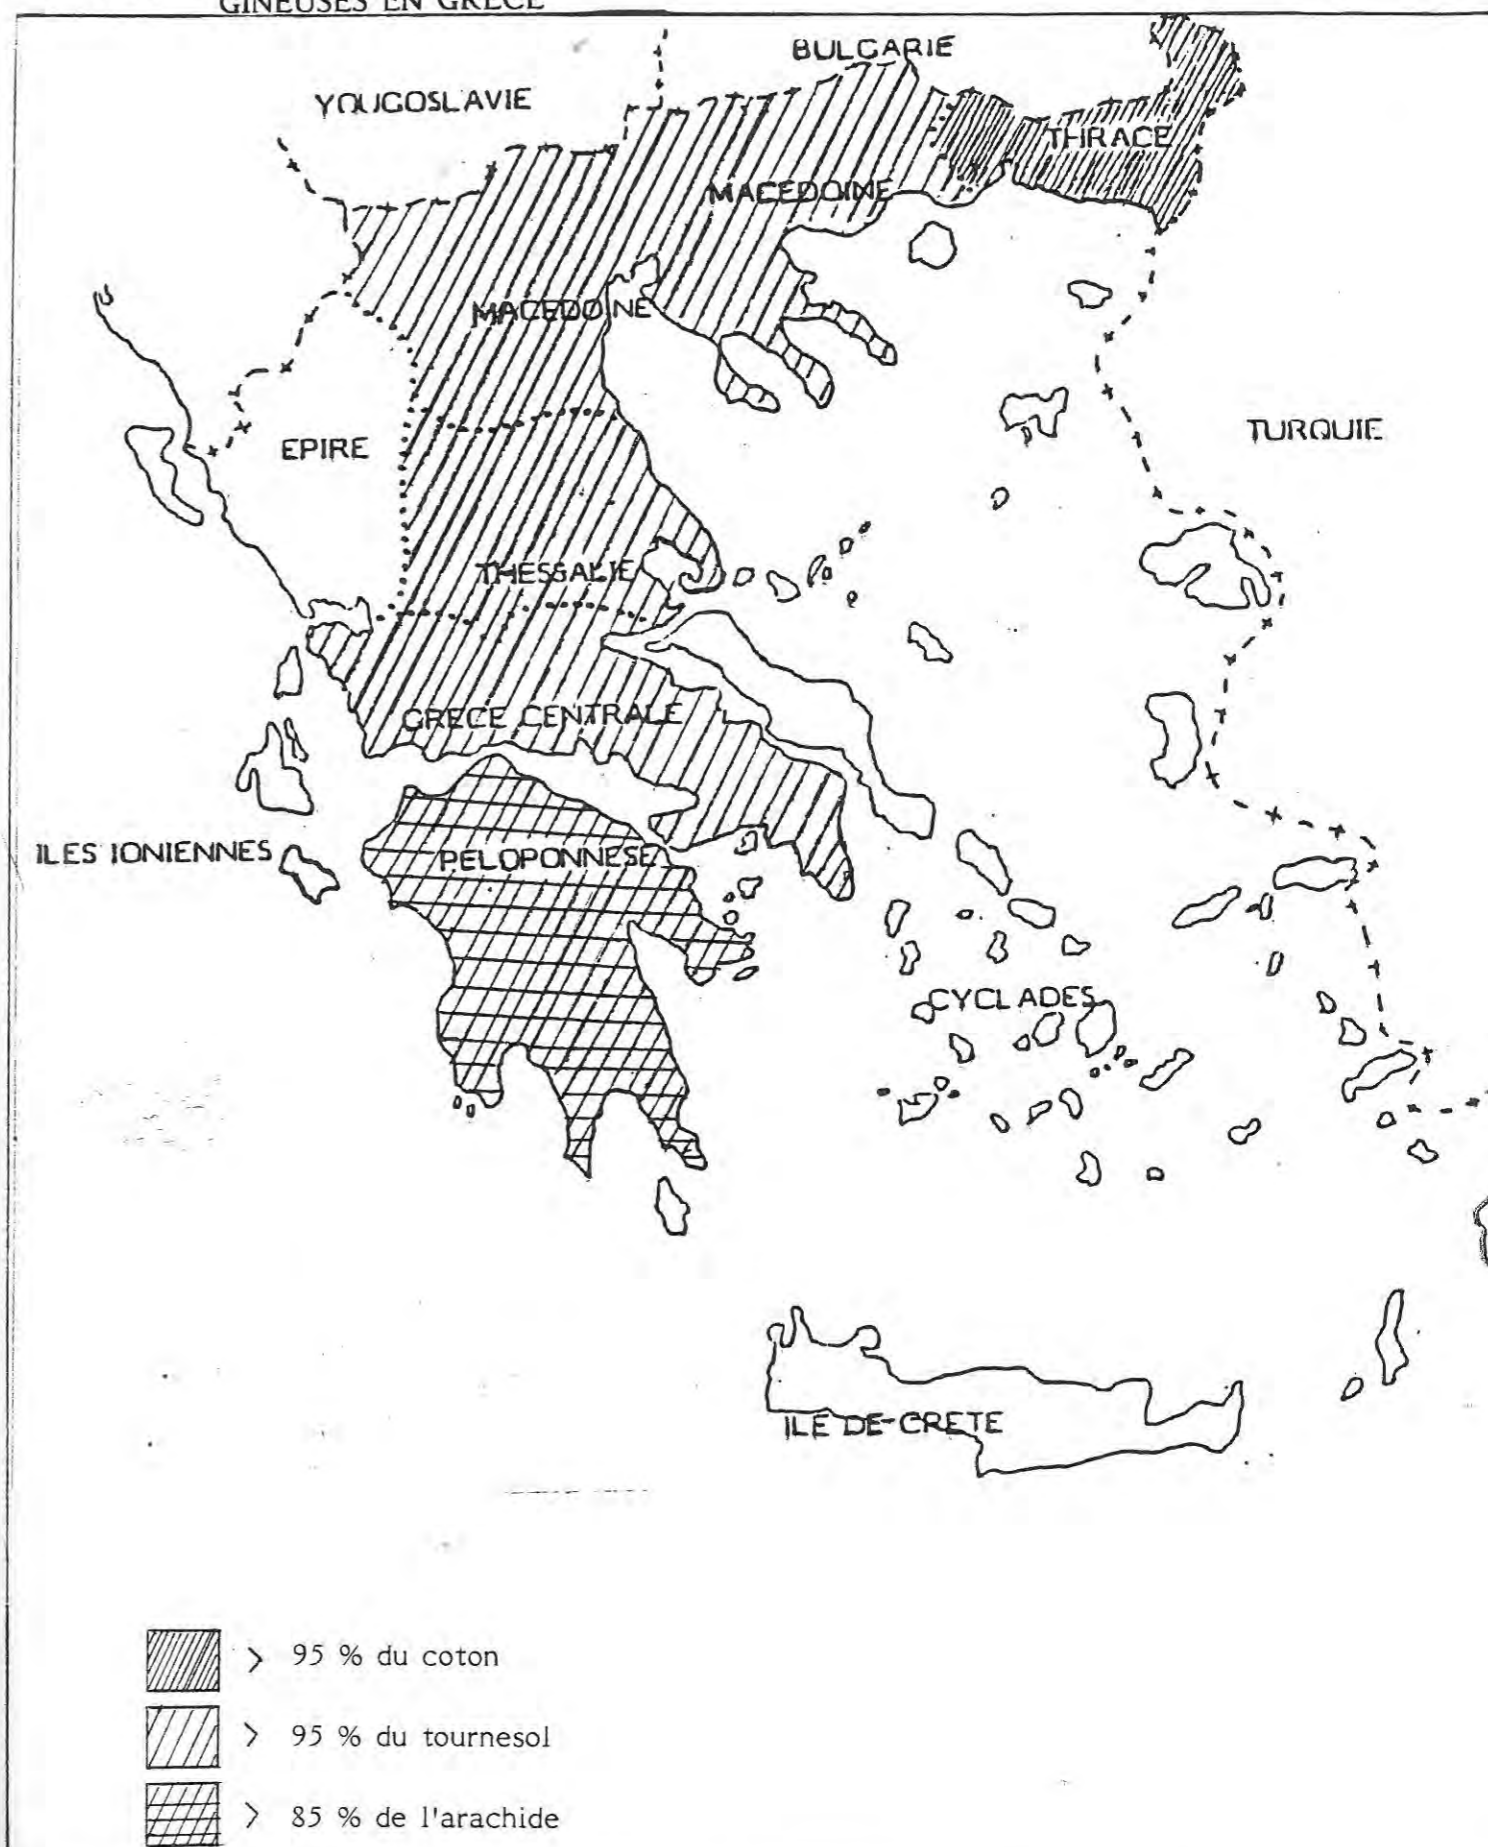 GINEUSES EN GRECE
BULGARIE
YOUGOSLAVIE
THRACE
MACEDOINE
MACEDOINE
TURQUIE
EPIRE
THESSALIE
GRECE CENTRALE
ILES IONIENNES
PELOPONNESE
CYCLADES
ILE DE-CRETE
> 95 % du coton
> 95 % du tournesol
> 85 % de l'arachide